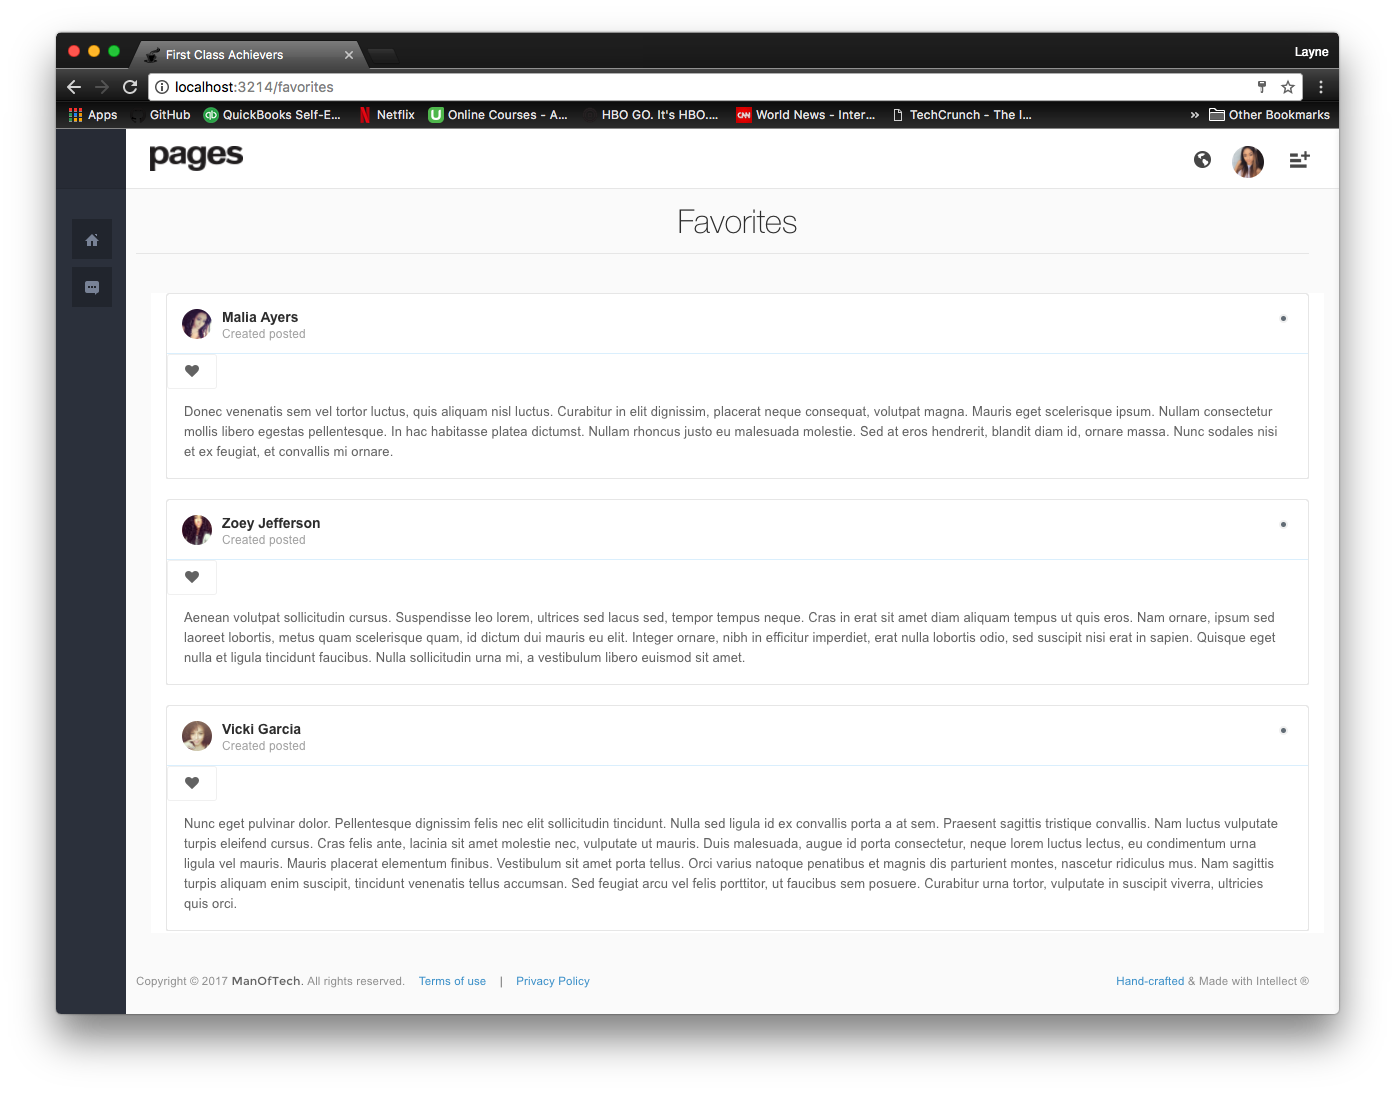 First Class Achievers
Layne
localhost:3214/favorites
Apps GitHub QuickBooks Self-E... Netflix Online Courses - A... HBO GO. It's HBO.... CNN World News - Inter... TechCrunch - The I... » Other Bookmarks
pages
Favorites
Malia Ayers
Created posted
Donec venenatis sem vel tortor luctus, quis aliquam nisl luctus. Curabitur in elit dignissim, placerat neque consequat, volutpat magna. Mauris eget scelerisque ipsum. Nullam consectetur
mollis libero egestas pellentesque. In hac habitasse platea dictumst. Nullam rhoncus justo eu malesuada molestie. Sed at eros hendrerit, blandit diam id, ornare massa. Nunc sodales nisi
et ex feugiat, et convallis mi ornare.
Zoey Jefferson
Created posted
Aenean volutpat sollicitudin cursus. Suspendisse leo lorem, ultrices sed lacus sed, tempor tempus neque. Cras in erat sit amet diam aliquam tempus ut quis eros. Nam ornare, ipsum sed
laoreet lobortis, metus quam scelerisque quam, id dictum dui mauris eu elit. Integer ornare, nibh in efficitur imperdiet, erat nulla lobortis odio, sed suscipit nisi erat in sapien. Quisque eget
nulla et ligula tincidunt faucibus. Nulla sollicitudin urna mi, a vestibulum libero euismod sit amet.
Vicki Garcia
Created posted
Nunc eget pulvinar dolor. Pellentesque dignissim felis nec elit sollicitudin tincidunt. Nulla sed ligula id ex convallis porta a at sem. Praesent sagittis tristique convallis. Nam luctus vulputate
turpis eleifend cursus. Cras felis ante, lacinia sit amet molestie nec, vulputate ut mauris. Duis malesuada, augue id porta consectetur, neque lorem luctus lectus, eu condimentum urna
ligula vel mauris. Mauris placerat elementum finibus. Vestibulum sit amet porta tellus. Orci varius natoque penatibus et magnis dis parturient montes, nascetur ridiculus mus. Nam sagittis
turpis aliquam enim suscipit, tincidunt venenatis tellus accumsan. Sed feugiat arcu vel felis porttitor, ut faucibus sem posuere. Curabitur urna tortor, vulputate in suscipit viverra, ultricies
quis orci.
Copyright © 2017 ManOfTech. All rights reserved. Terms of use | Privacy Policy Hand-crafted & Made with Intellect ®